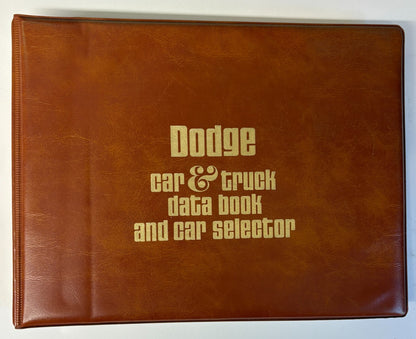 Dodge
car & truck
data book
and car selector